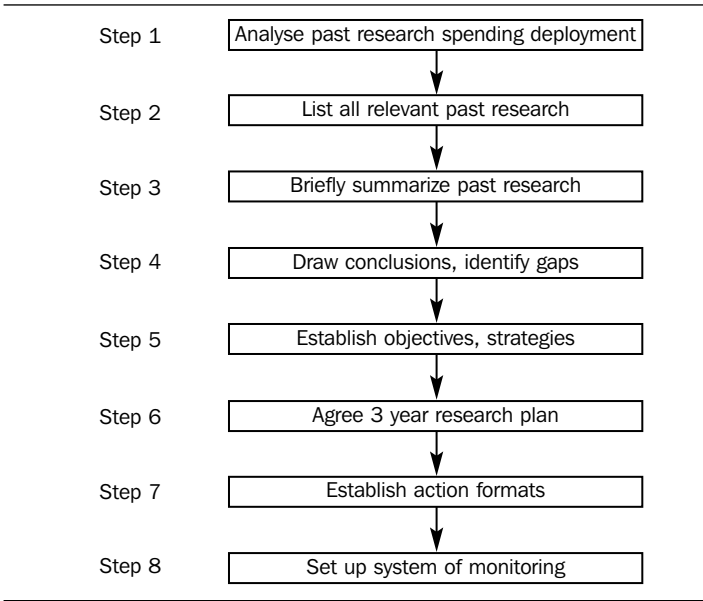 Step 1 Analyse past research spending deployment
Step 2 List all relevant past research
Step 3 Briefly summarize past research
Step 4 Draw conclusions, identify gaps
Step 5 Establish objectives, strategies
Step 6 Agree 3 year research plan
Step 7 Establish action formats
Step 8 Set up system of monitoring